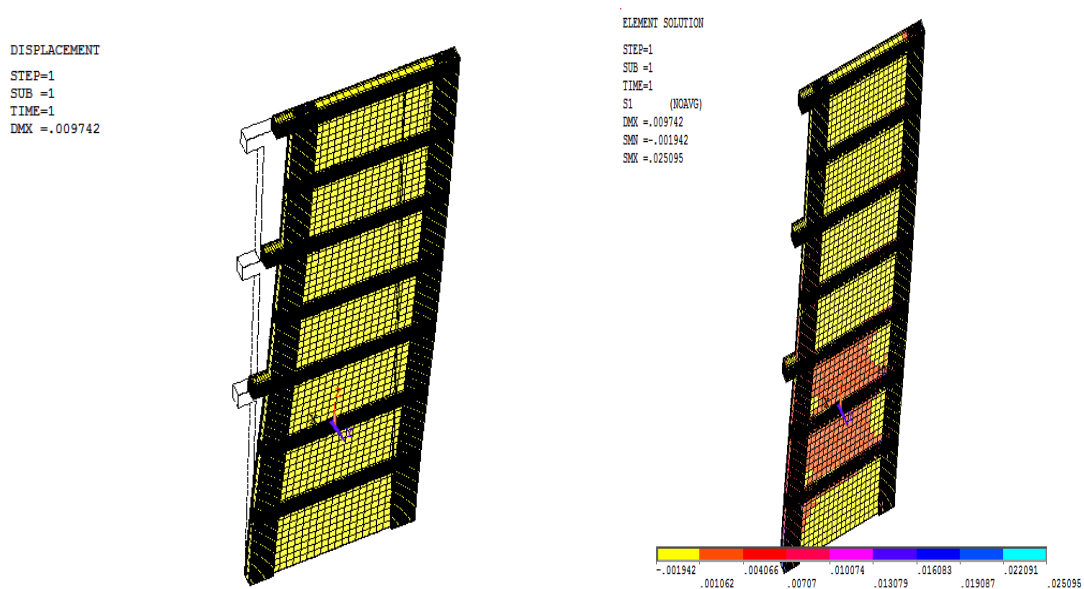 DISPLACEMENT
STEP=1
SUB =1
TIME=1
DMX =.009742
ELEMENT SOLUTION
STEP=1
SUB =1
TIME=1
S1 (NOAVG)
DMX =.009742
SMN =-.001942
SMX =.025095
-.001942 .004066 .010074 .016083 .022091
.001062 .00707 .013079 .019087 .025095